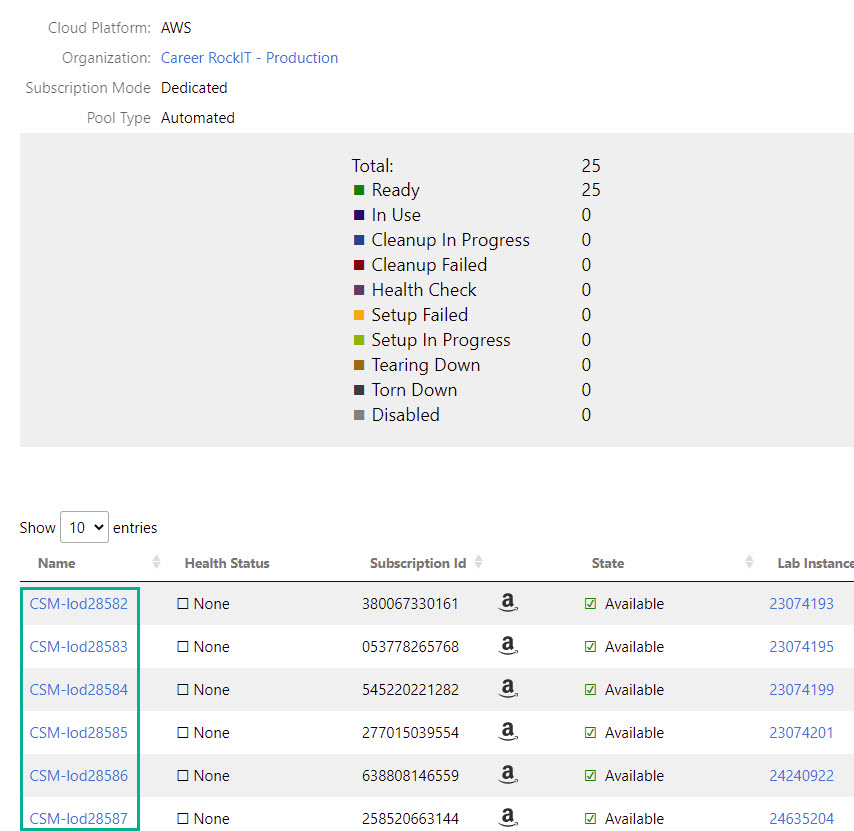 Cloud Platform: AWS
Organization: Career RockIT - Production
Subscription Mode Dedicated
Pool Type Automated
Total: 25
Ready 25
In Use 0
Cleanup In Progress 0
Cleanup Failed 0
Health Check 0
Setup Failed 0
Setup In Progress 0
Tearing Down 0
Torn Down 0
Disabled 0
Show 10 entries
Name Health Status Subscription Id State Lab Instance
CSM-lod28582 None 380067330161 a Available 23074193
CSM-lod28583 None 053778265768 a Available 23074195
CSM-lod28584 None 545220221282 a Available 23074199
CSM-lod28585 None 277015039554 a Available 23074201
CSM-lod28586 None 638808146559 a Available 24240922
CSM-lod28587 None 258520663144 a Available 24635204